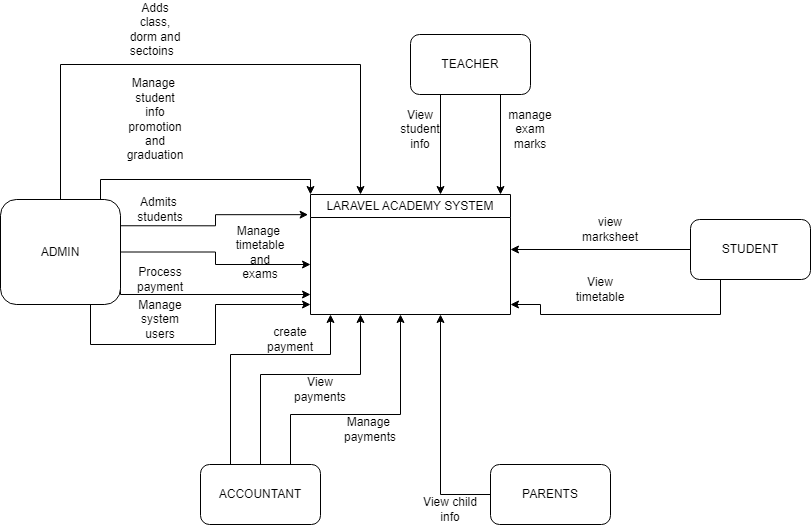 Adds
class,
dorm and
sectoins
TEACHER
Manage
student
info
promotion
and
graduation
View
student
info
manage
exam
marks
LARAVEL ACADEMY SYSTEM
ADMIN
Admits
students
Manage
timetable
and
exams
Process
payment
Manage
system
users
view
marksheet
STUDENT
View
timetable
create
payment
View
payments
Manage
payments
ACCOUNTANT
View child
info
PARENTS